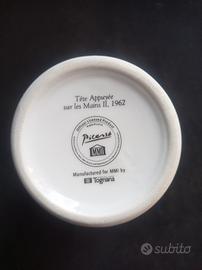 Tête Appuyée
sur les Mains II, 1962
Picasso
MMI
Manufactured for MMI by
Tognana
subito